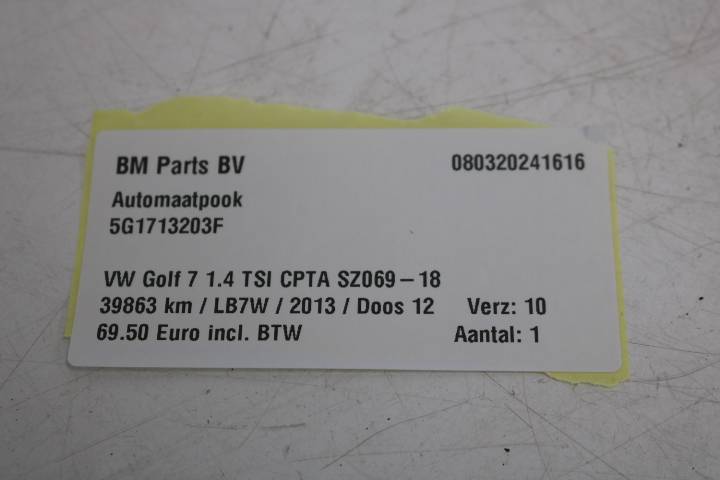 BM Parts BV 080320241616
Automaatpook
5G1713203F
VW Golf 7 1.4 TSI CPTA SZ069-18
39863 km / LB7W / 2013 / Doos 12 Verz: 10
69.50 Euro incl. BTW Aantal: 1